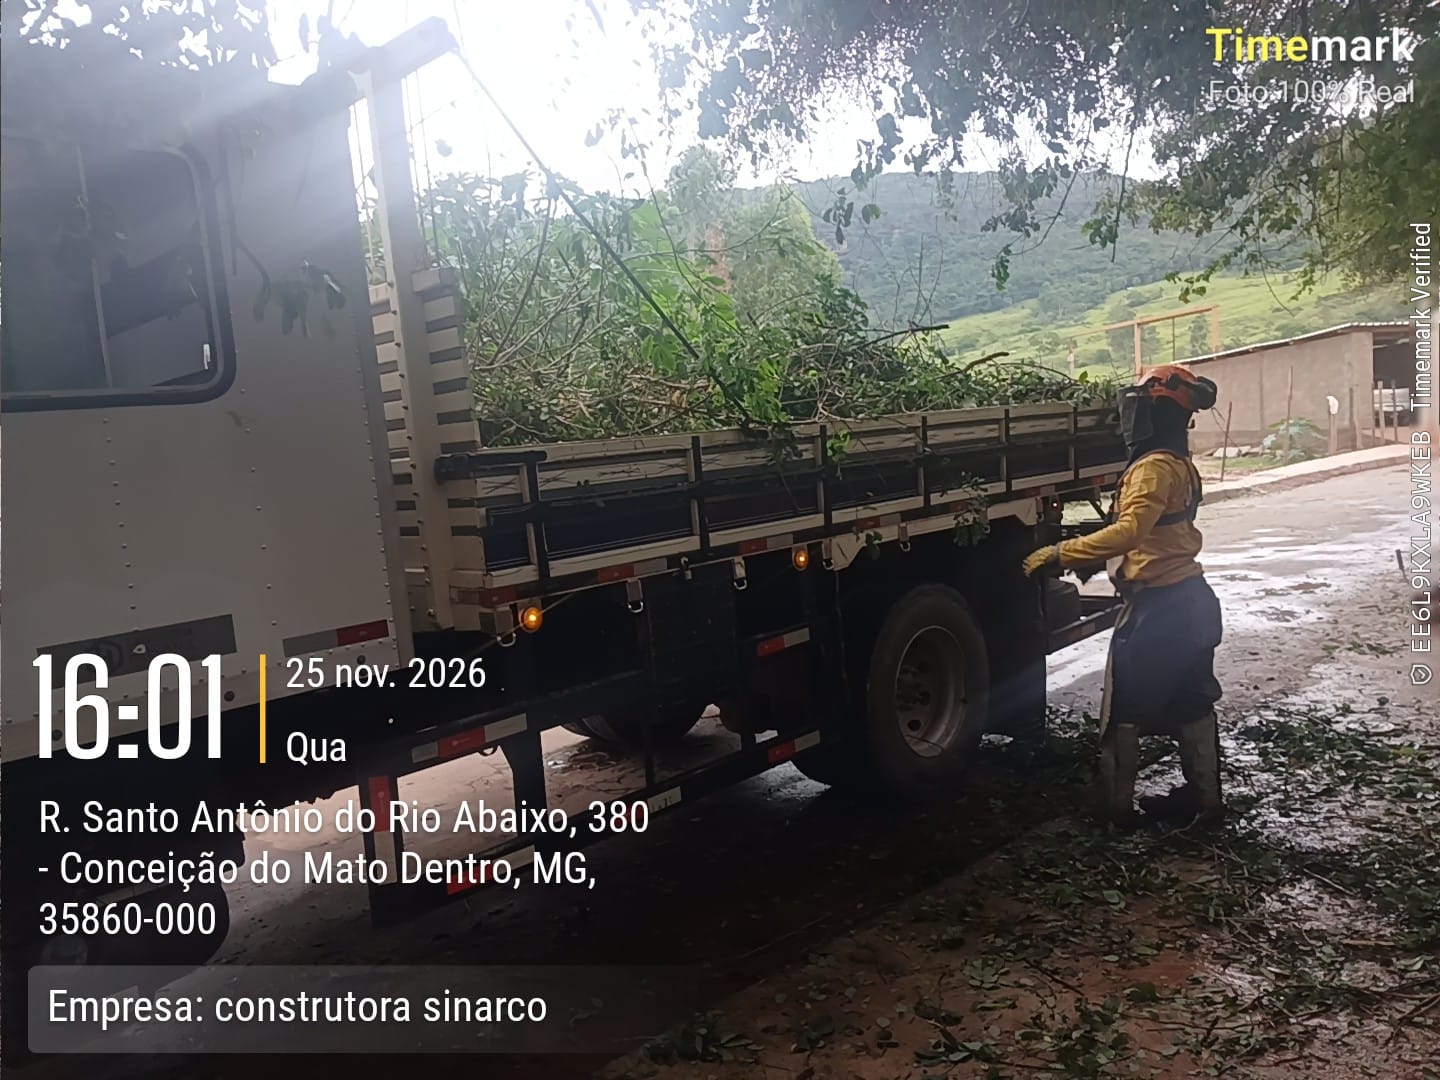 Timemark
Foto 100% Real
16:01
25 nov. 2026
Qua
R. Santo Antônio do Rio Abaixo, 380
- Conceição do Mato Dentro, MG,
35860-000
Empresa: construtora sinarco
EE6L9KXLA9WKEB Timemark Verified